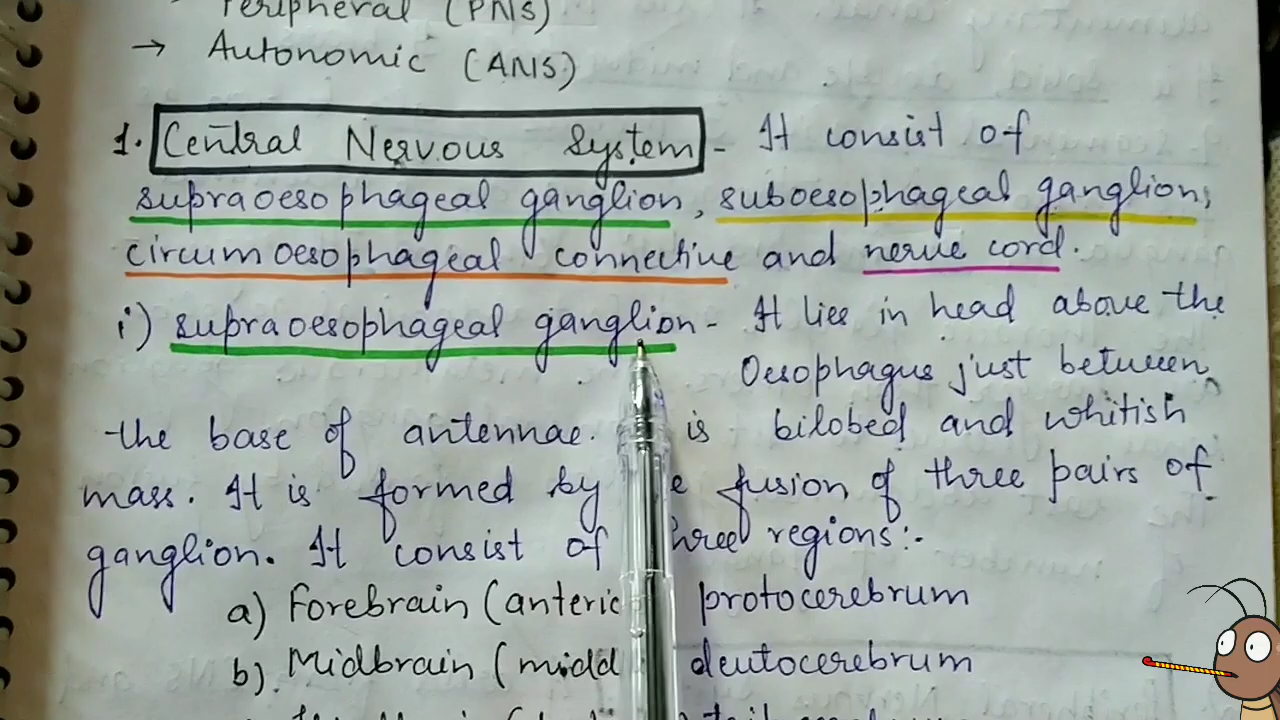 Peripheral (PNS)
→ Autonomic (ANS)
1. Central Nervous System - It consist of
supraoesophageal ganglion, suboesophageal ganglion,
circumoesophageal connective and nerve cord.
i) supraoesophageal ganglion - It lies in head above the
Oesophagus just between
the base of antennae. is bilobed and whitish
mass. It is formed by fusion of three pairs of
ganglion. It consist of regions:-
a) Forebrain ( protocerebrum
b) Midbrain ( deutocerebrum